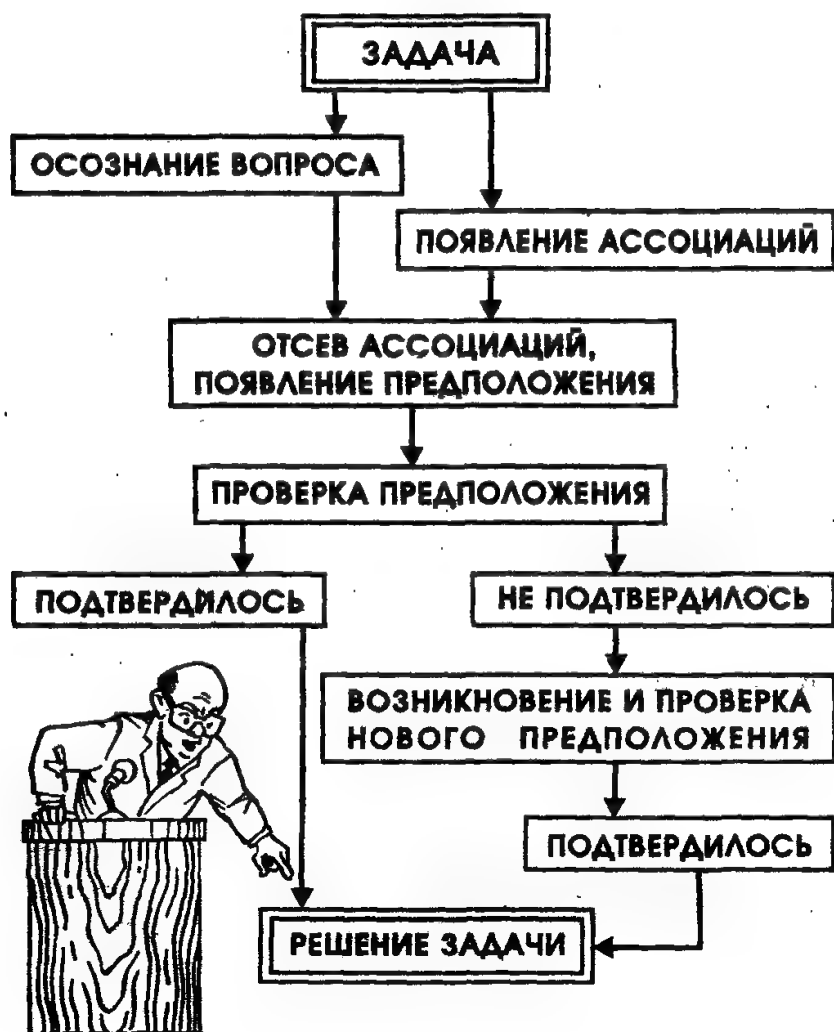 ЗАДАЧА
ОСОЗНАНИЕ ВОПРОСА
ПОЯВЛЕНИЕ АССОЦИАЦИЙ
ОТСЕВ АССОЦИАЦИЙ,
ПОЯВЛЕНИЕ ПРЕДПОЛОЖЕНИЯ
ПРОВЕРКА ПРЕДПОЛОЖЕНИЯ
ПОДТВЕРДИЛОСЬ
НЕ ПОДТВЕРДИЛОСЬ
ВОЗНИКНОВЕНИЕ И ПРОВЕРКА
НОВОГО ПРЕДПОЛОЖЕНИЯ
ПОДТВЕРДИЛОСЬ
РЕШЕНИЕ ЗАДАЧИ